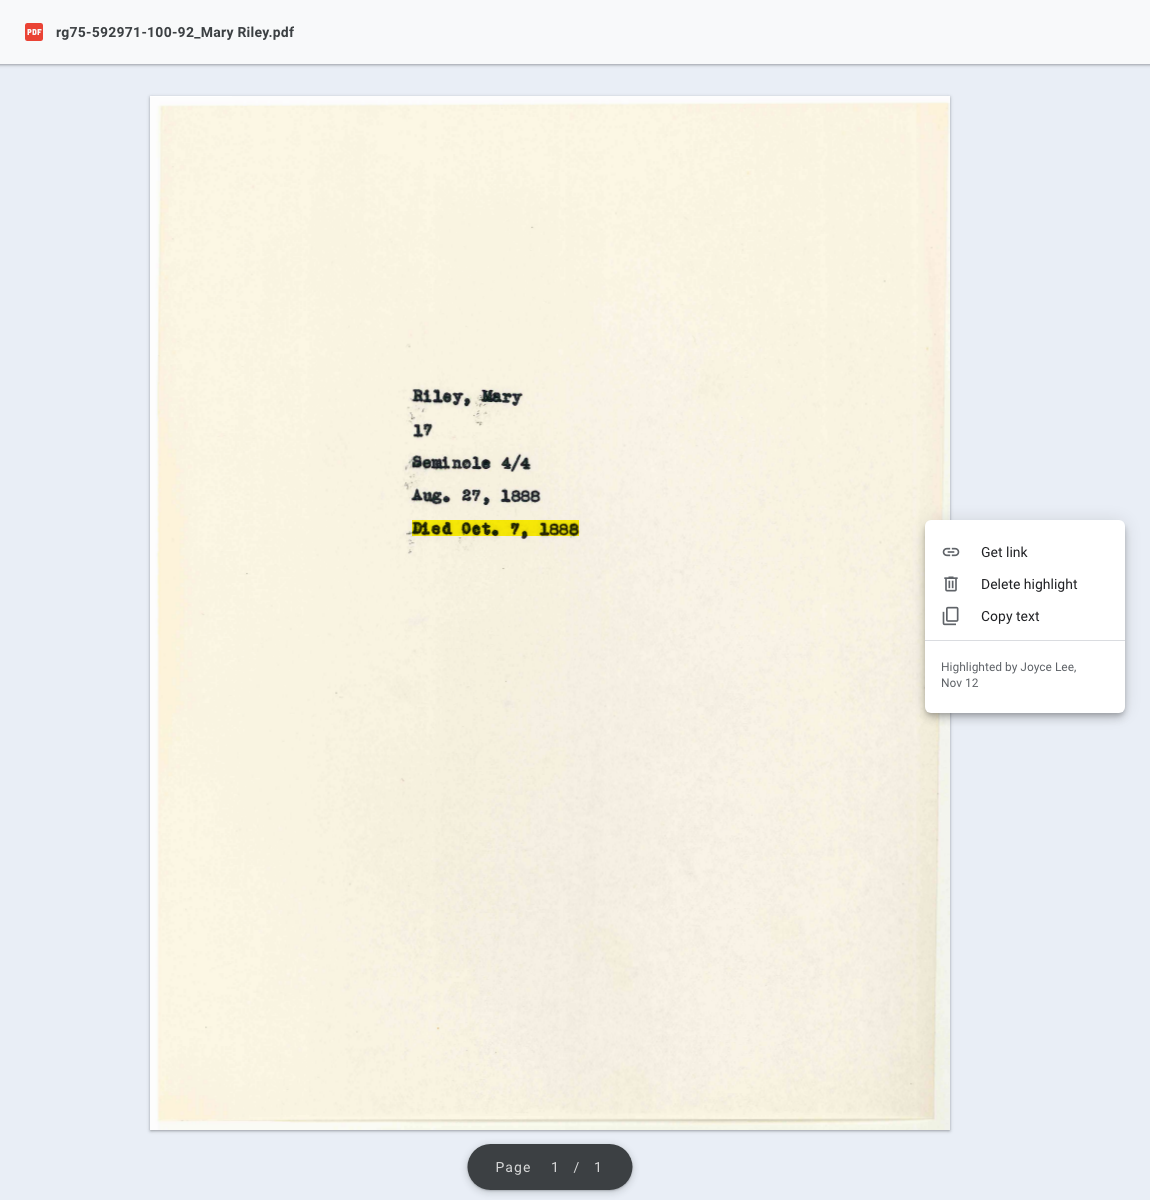 PDF rg75-592971-100-92_Mary Riley.pdf
Riley, Mary
17
Seminole 4/4
Aug. 27, 1888
Died Oct. 7, 1888
Get link
Delete highlight
Copy text
Highlighted by Joyce Lee,
Nov 12
Page 1 / 1